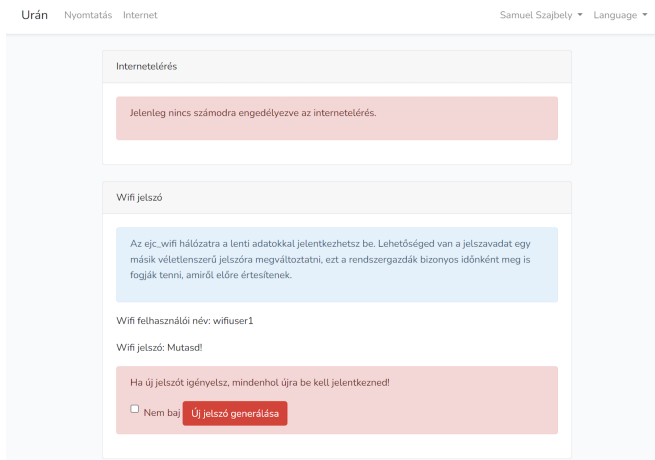 Urán Nyomtatás Internet Samuel Szajbely Language
Internetelérés
Jelenleg nincs számodra engedélyezve az internetelérés.
Wifi jelszó
Az ejc_wifi hálózatra a lenti adatokkal jelentkezhetsz be. Lehetőséged van a jelszavadat egy
másik véletlenszerű jelszóra megváltoztatni, ezt a rendszergazdák bizonyos időnként meg is
fogják tenni, amiről előre értesítenek.
Wifi felhasználói név: wifiuser1
Wifi jelszó: Mutasd!
Ha új jelszót igényelsz, mindenhol újra be kell jelentkezned!
Nem baj Új jelszó generálása